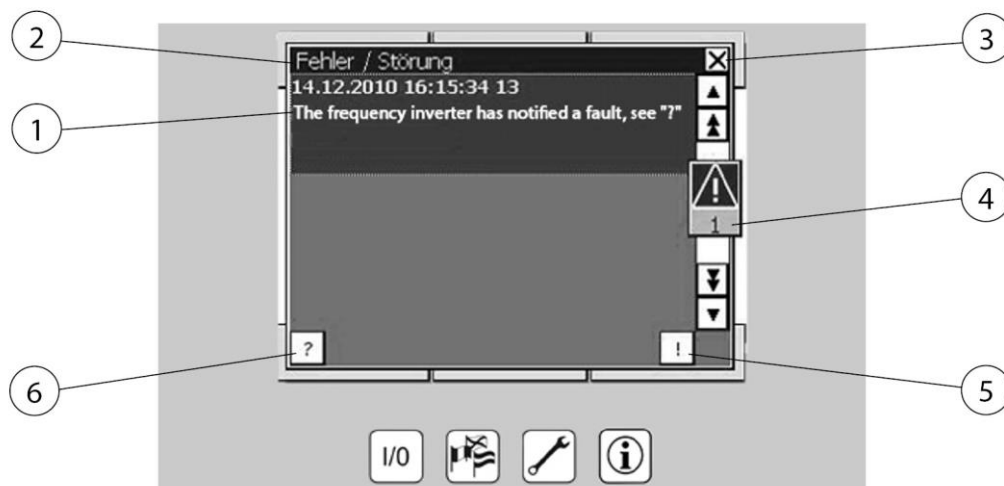 2
3
Fehler / Störung
14.12.2010 16:15:34 13
1
The frequency inverter has notified a fault, see "?"
4
1
?
!
6
5
I/0
i